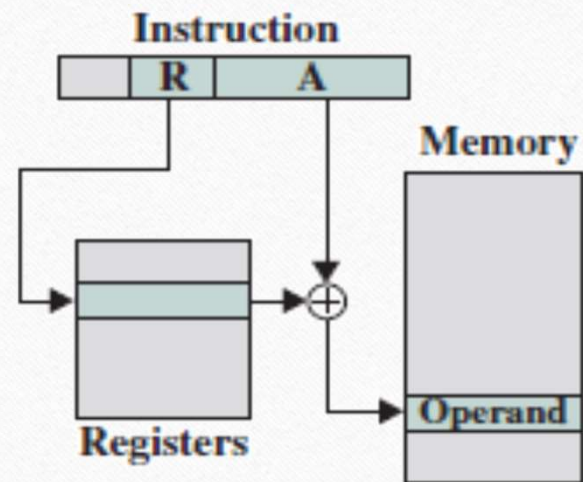 Instruction
R A
Memory
Operand
Registers